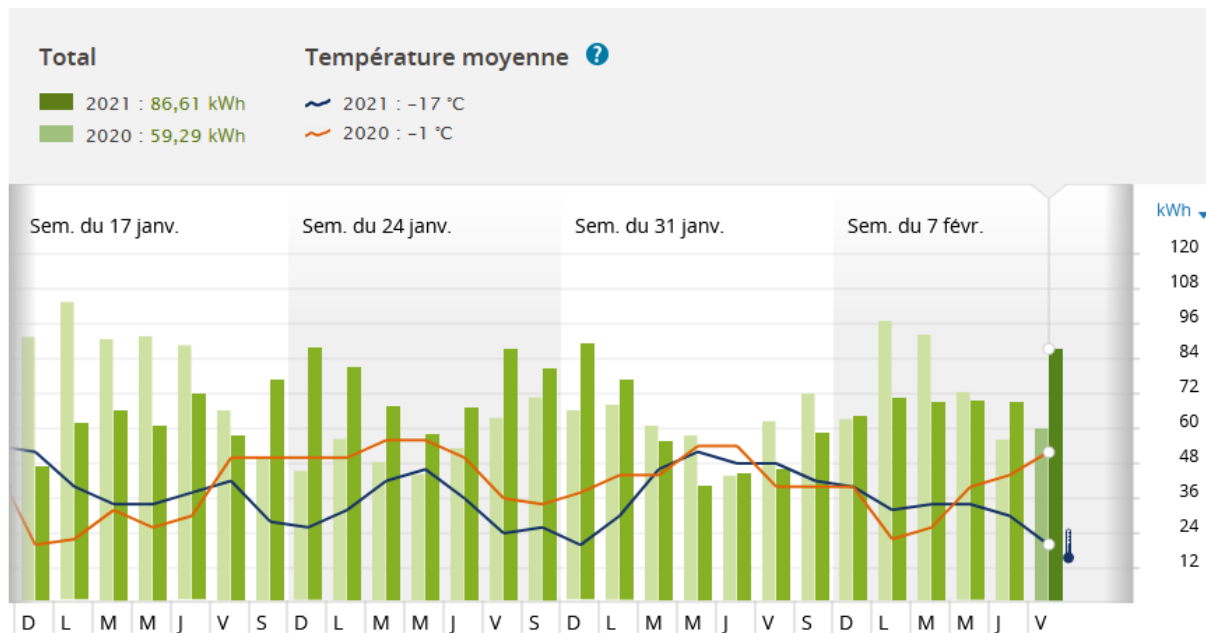 Total
Température moyenne ?
2021 : 86,61 kWh
2021 : -17 °C
2020 : 59,29 kWh
2020 : -1 °C
Sem. du 17 janv.
Sem. du 24 janv.
Sem. du 31 janv.
Sem. du 7 févr.
kWh
120
108
96
84
72
60
48
36
24
12
D L M M J V S D L M M J V S D L M M J V S D L M M J V